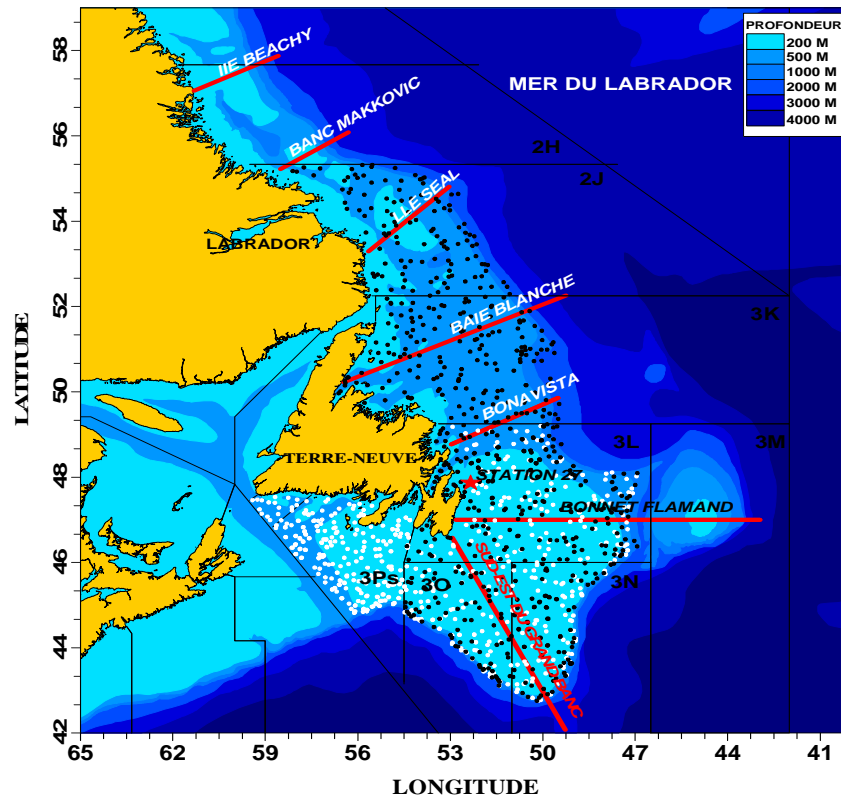 PROFONDEUR
200 M
500 M
1000 M
2000 M
3000 M
4000 M
MER DU LABRADOR
IIE BEACHY
BANC MAKKOVIC
2H
2J
LLE SEAL
LABRADOR
BAIE BLANCHE
3K
BONAVISTA
3L
3M
TERRE-NEUVE
STATION 27
BONNET FLAMAND
3Ps
3O
3N
SUD-EST DU GRAND BANC
LATITUDE
58
56
54
52
50
48
46
44
42
65
62
59
56
53
50
47
44
41
LONGITUDE